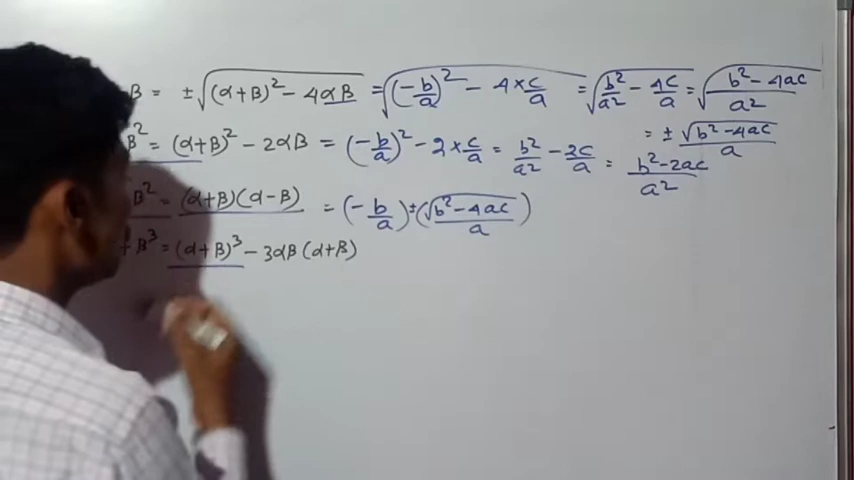 β = ±√(α+β)² − 4αβ = √(−b/a)² − 4×c/a = √b²/a² − 4c/a = √b²−4ac/a²
= ±√b²−4ac/a
β² = (α+β)² − 2αβ = (−b/a)² − 2×c/a = b²/a² − 2c/a = b²−2ac/a²
β² = (α+β)(α−β) = (−b/a)±(√b²−4ac/a)
+ β³ = (α+β)³ − 3αβ(α+β)